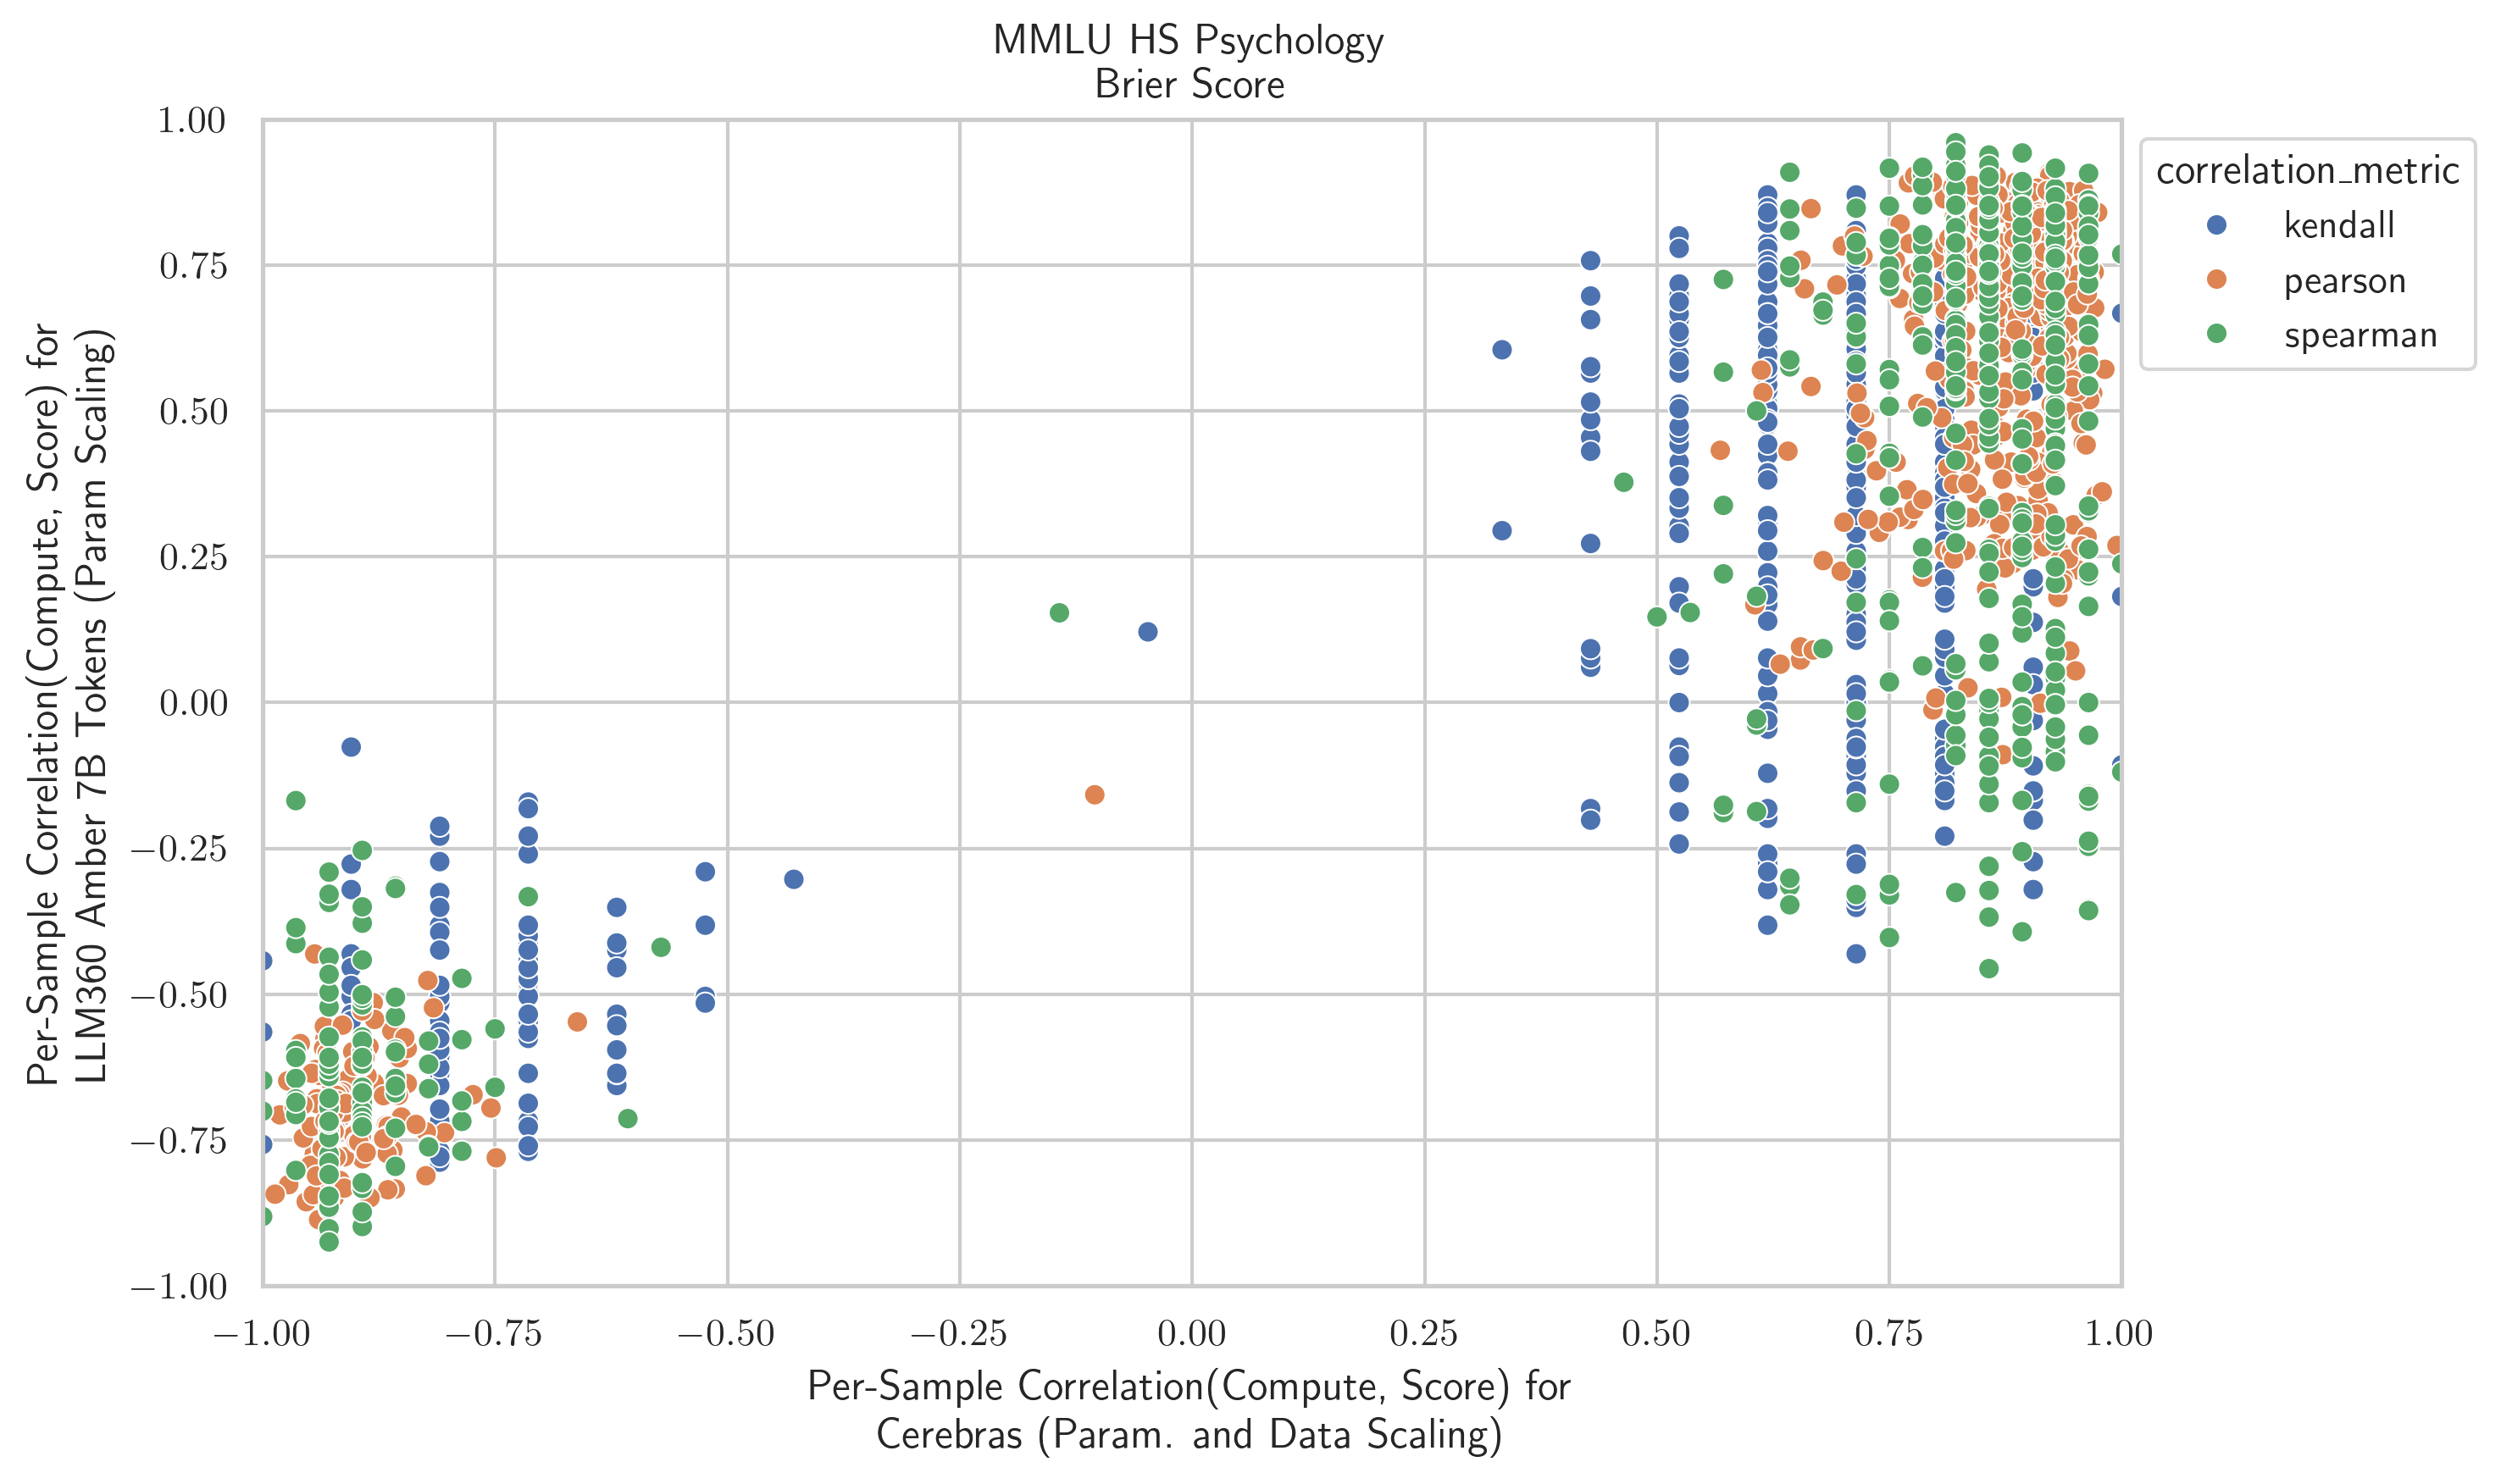 MMLU HS Psychology
Brier Score
Per-Sample Correlation(Compute, Score) for
LLM360 Amber 7B Tokens (Param Scaling)
1.00
0.75
0.50
0.25
0.00
−0.25
−0.50
−0.75
−1.00
−1.00 −0.75 −0.50 −0.25 0.00 0.25 0.50 0.75 1.00
Per-Sample Correlation(Compute, Score) for
Cerebras (Param. and Data Scaling)
correlation_metric
kendall
pearson
spearman